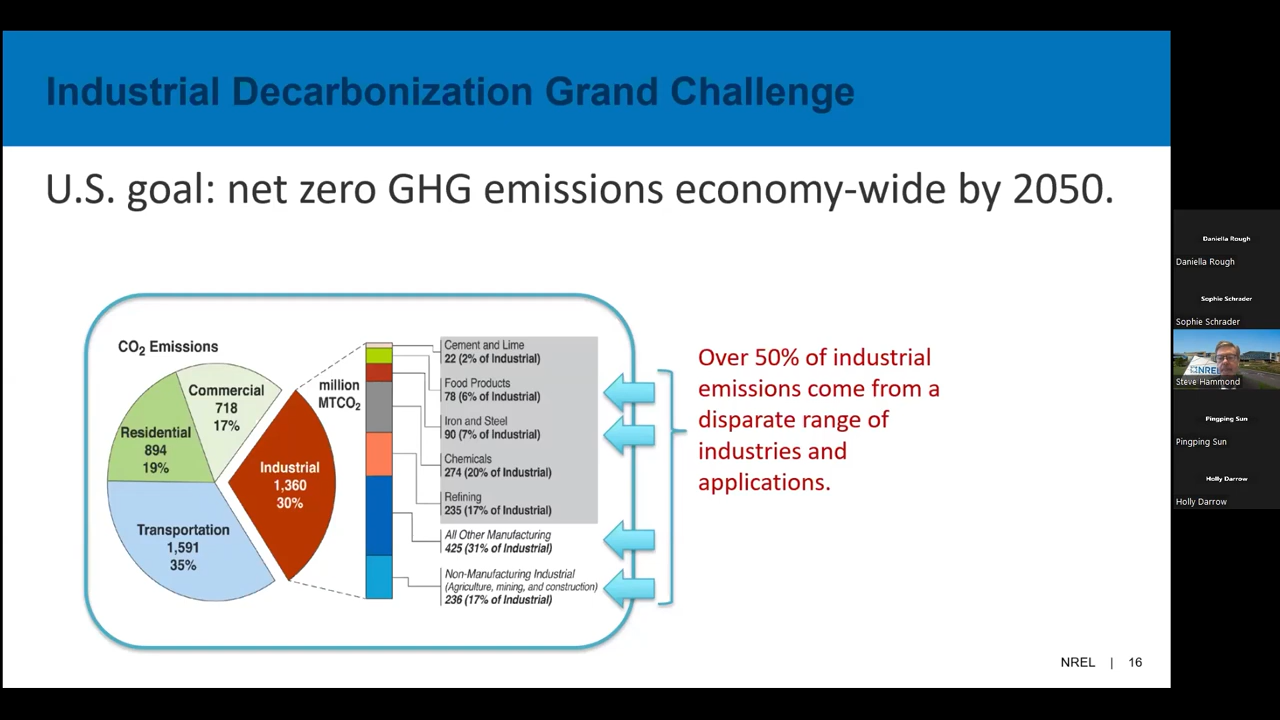 Industrial Decarbonization Grand Challenge
U.S. goal: net zero GHG emissions economy-wide by 2050.
CO2 Emissions
Commercial
718
17%
Residential
894
19%
Industrial
1,360
30%
Transportation
1,591
35%
million
MTCO2
Cement and Lime
22 (2% of Industrial)
Food Products
78 (6% of Industrial)
Iron and Steel
90 (7% of Industrial)
Chemicals
274 (20% of Industrial)
Refining
235 (17% of Industrial)
All Other Manufacturing
425 (31% of Industrial)
Non-Manufacturing Industrial
(Agriculture, mining, and construction)
236 (17% of Industrial)
Over 50% of industrial
emissions come from a
disparate range of
industries and
applications.
NREL | 16
Daniella Rough
Daniella Rough
Sophie Schrader
Sophie Schrader
NREL
Steve Hammond
Pingping Sun
Pingping Sun
Holly Darrow
Holly Darrow